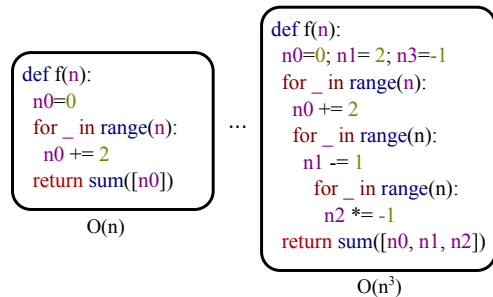 def f(n):
n0=0
for _ in range(n):
n0 += 2
return sum([n0])
O(n)
...
def f(n):
n0=0; n1= 2; n3=-1
for _ in range(n):
n0 += 2
for _ in range(n):
n1 -= 1
for _ in range(n):
n2 *= -1
return sum([n0, n1, n2])
O(n³)